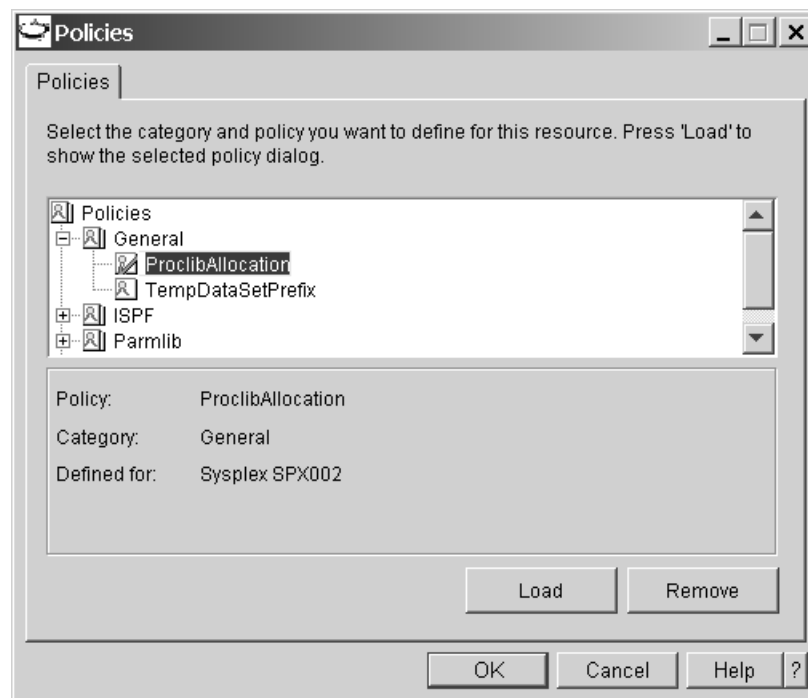 Policies
Policies
Select the category and policy you want to define for this resource. Press 'Load' to
show the selected policy dialog.
Policies
General
ProclibAllocation
TempDataSetPrefix
ISPF
Parmlib
Policy: ProclibAllocation
Category: General
Defined for: Sysplex SPX002
Load Remove
OK Cancel Help ?